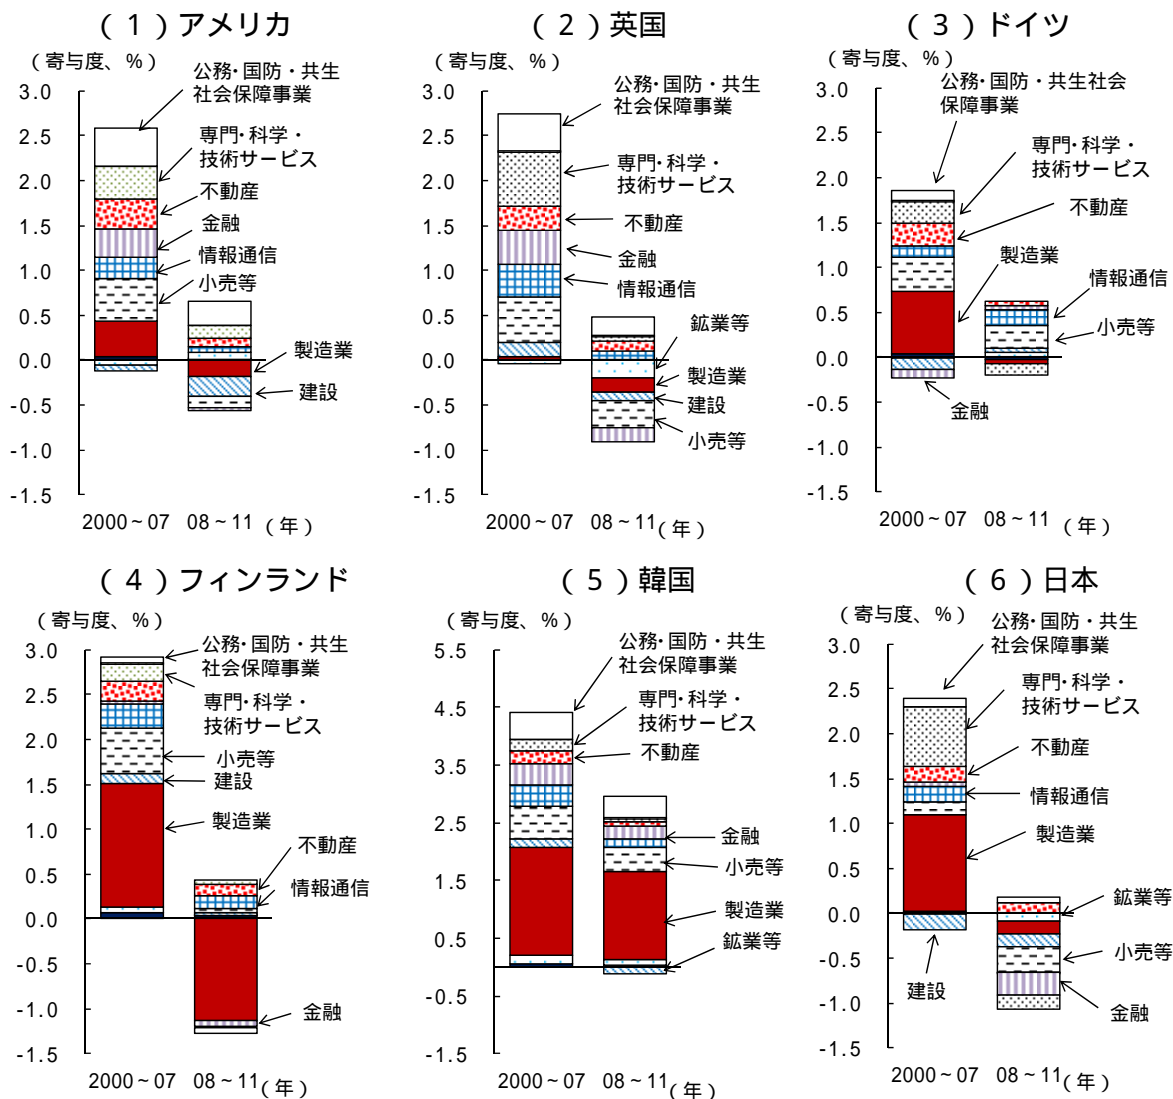 (１)アメリカ
(寄与度、％)
公務・国防・共生
社会保障事業
専門・科学・
技術サービス
不動産
金融
情報通信
小売等
製造業
建設
3.0
2.5
2.0
1.5
1.0
0.5
0.0
-0.5
-1.0
-1.5
2000～07 08～11 (年)
(２)英国
(寄与度、％)
公務・国防・共生
社会保障事業
専門・科学・
技術サービス
不動産
金融
情報通信
鉱業等
製造業
建設
小売等
3.0
2.5
2.0
1.5
1.0
0.5
0.0
-0.5
-1.0
-1.5
2000～07 08～11 (年)
(３)ドイツ
(寄与度、％)
公務・国防・共生社会
保障事業
専門・科学・
技術サービス
不動産
製造業
情報通信
小売等
金融
3.0
2.5
2.0
1.5
1.0
0.5
0.0
-0.5
-1.0
-1.5
2000～07 08～11 (年)
(４)フィンランド
(寄与度、％)
公務・国防・共生
社会保障事業
専門・科学・
技術サービス
小売等
建設
製造業
不動産
情報通信
金融
3.0
2.5
2.0
1.5
1.0
0.5
0.0
-0.5
-1.0
-1.5
2000～07 08～11 (年)
(５)韓国
(寄与度、％)
公務・国防・共生
社会保障事業
専門・科学・
技術サービス
不動産
金融
小売等
製造業
鉱業等
5.5
4.5
3.5
2.5
1.5
0.5
-0.5
-1.5
2000～07 08～11 (年)
(６)日本
(寄与度、％)
公務・国防・共生
社会保障事業
専門・科学・
技術サービス
不動産
情報通信
製造業
鉱業等
小売等
建設
金融
3.0
2.5
2.0
1.5
1.0
0.5
0.0
-0.5
-1.0
-1.5
2000～07 08～11 (年)